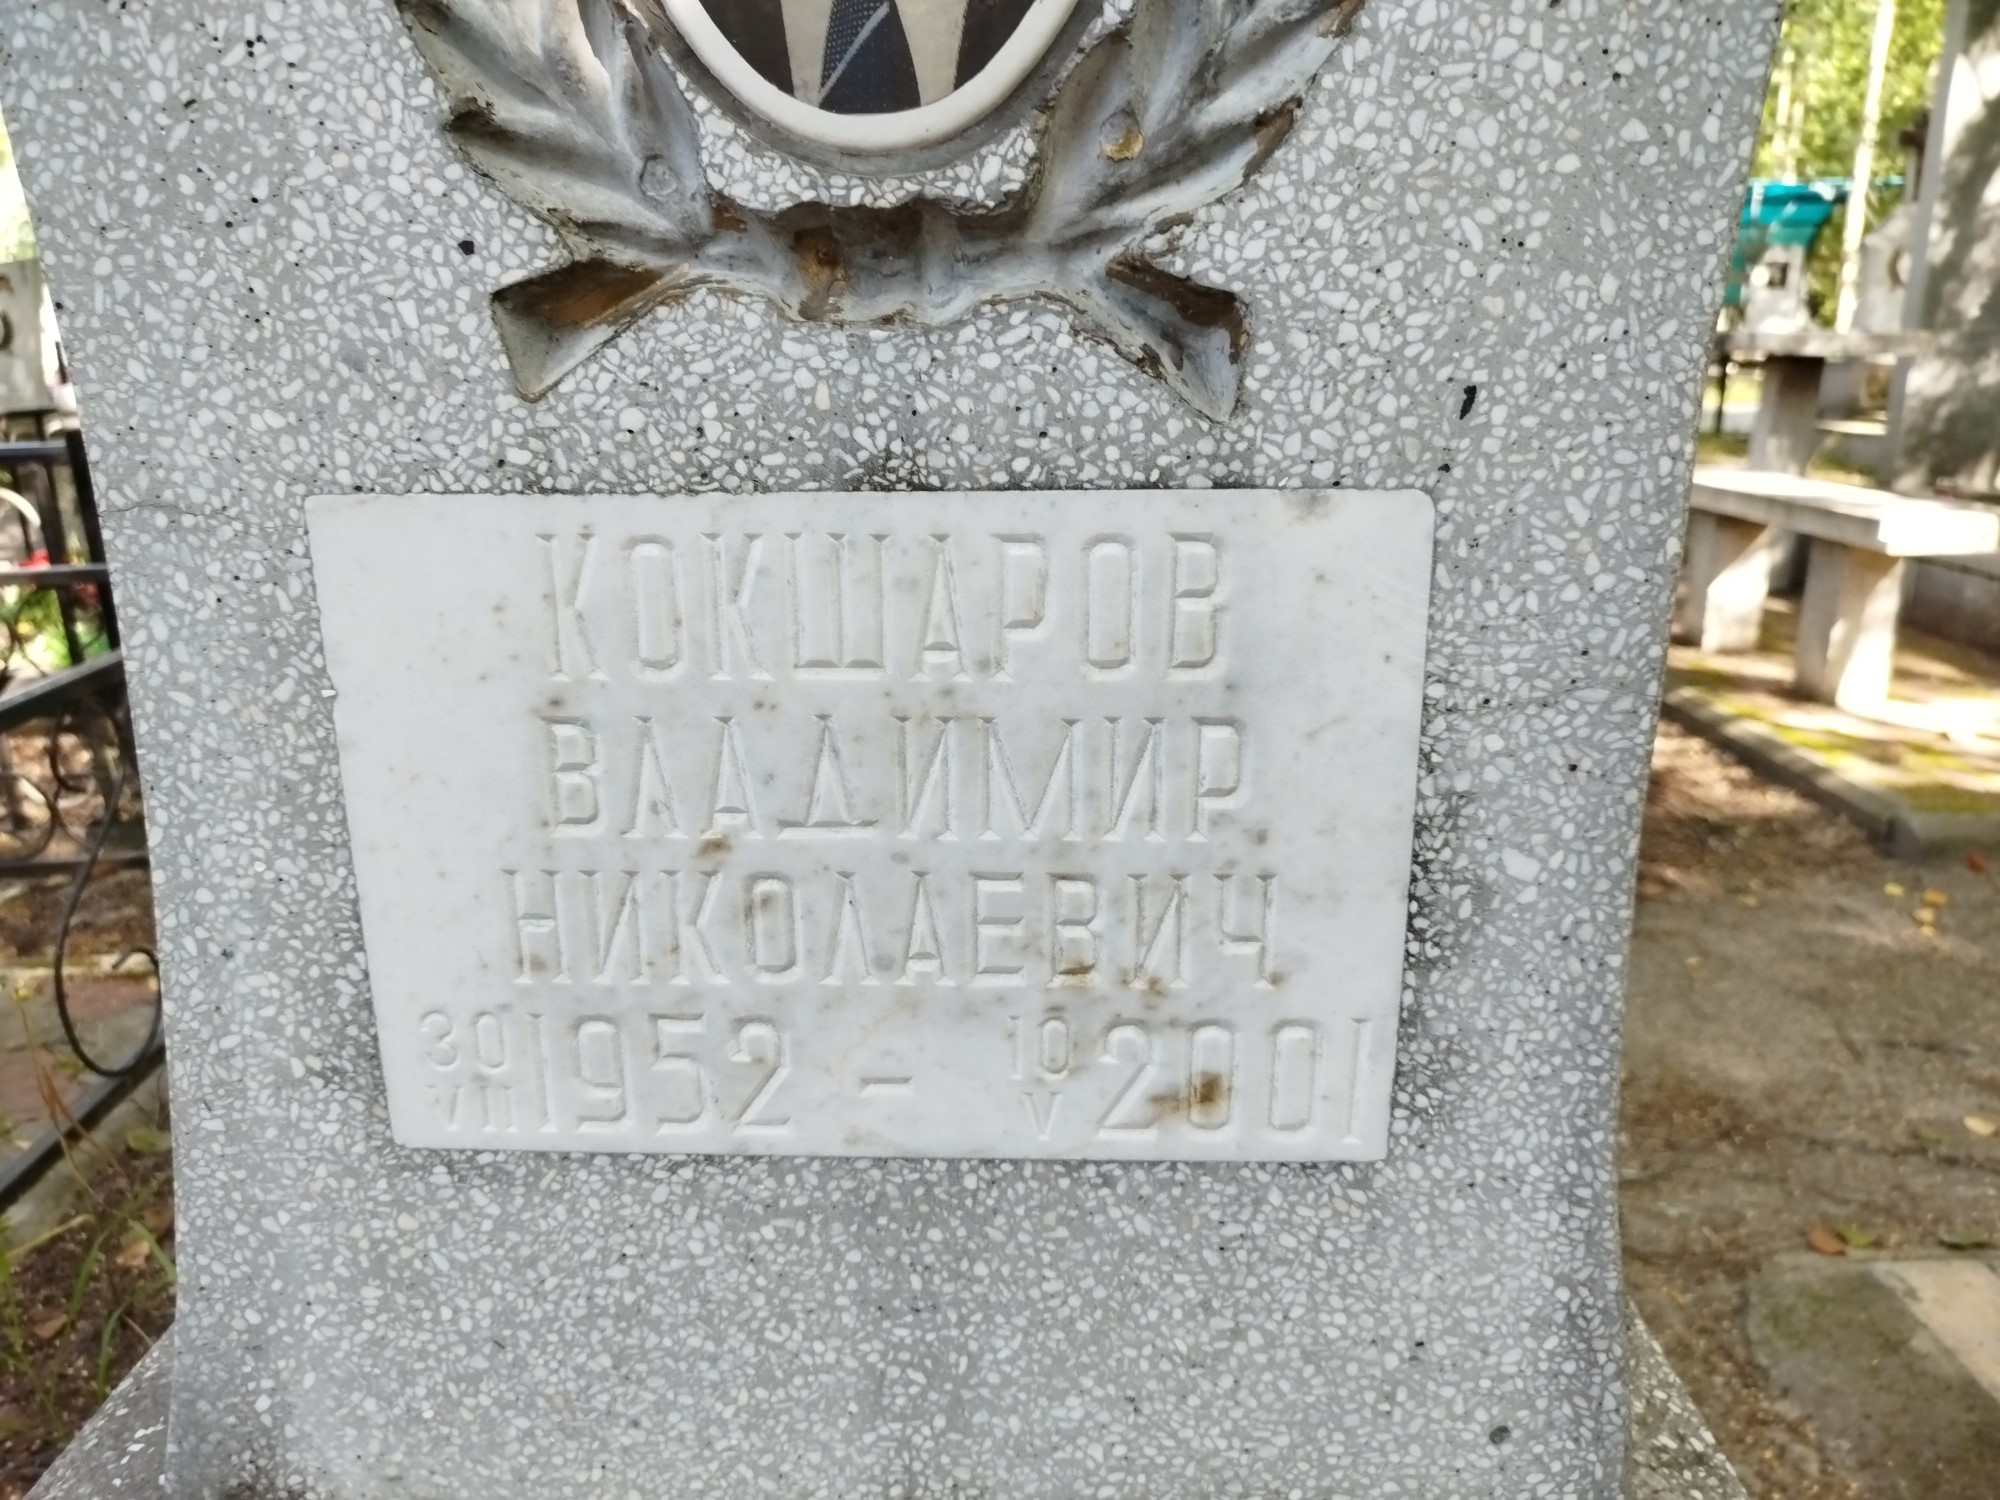 КОКШАРОВ
ВЛАДИМИР
НИКОЛАЕВИЧ
30 VII 1952 - 10 V 2001